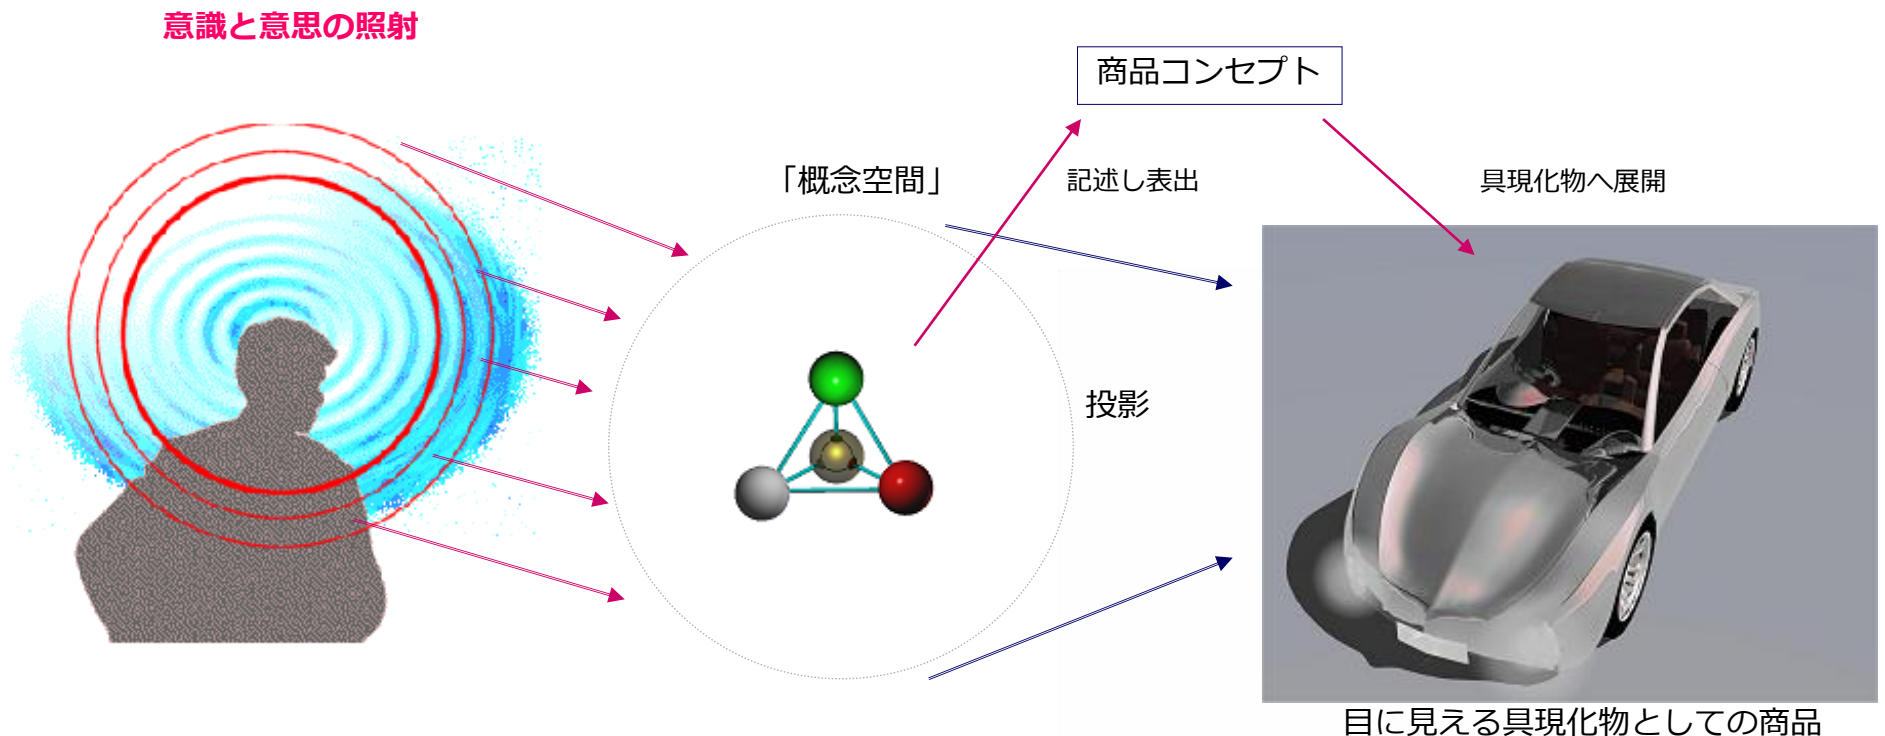 意識と意思の照射
商品コンセプト
「概念空間」
記述し表出
具現化物へ展開
投影
目に見える具現化物としての商品